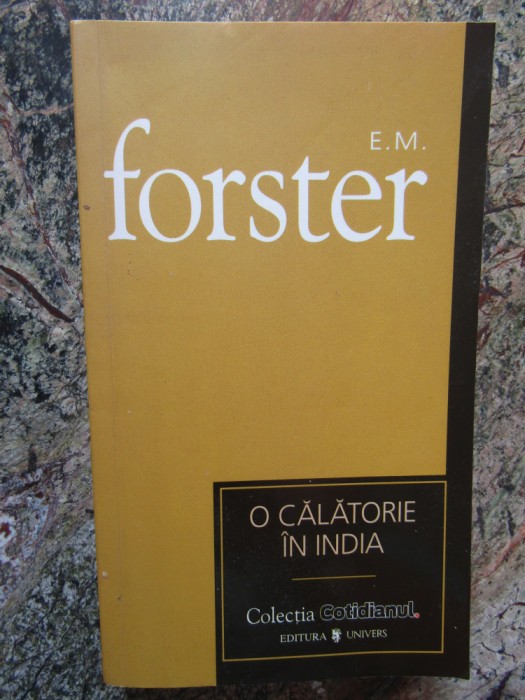 E.M.
forster
O CĂLĂTORIE
ÎN INDIA
Colecția Cotidianul.
EDITURA UNIVERS